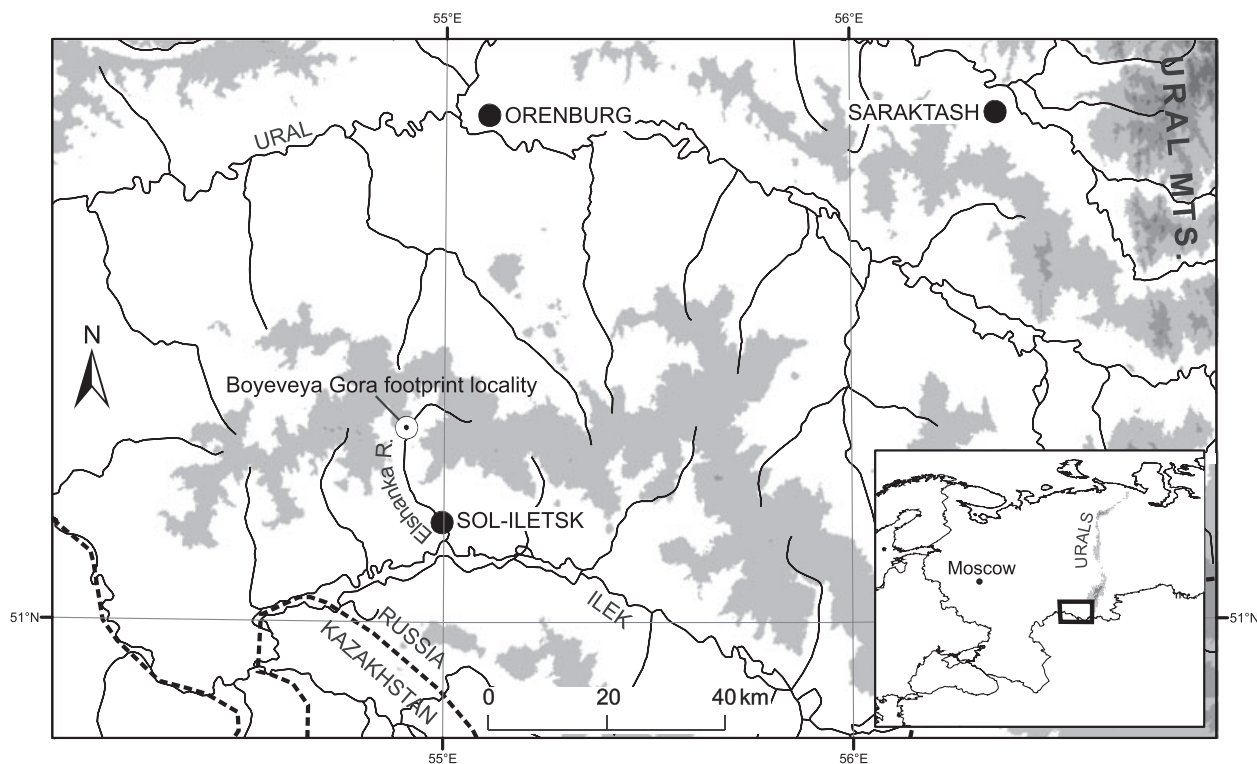 55°E
56°E
URAL MTS.
SARAKTASH
ORENBURG
URAL
N
Boyeveya Gora footprint locality
Elshanka R.
SOL-ILETSK
URALS
Moscow
51°N
51°N
ILEK
RUSSIA
KAZAKHSTAN
0 20 40 km
55°E
56°E